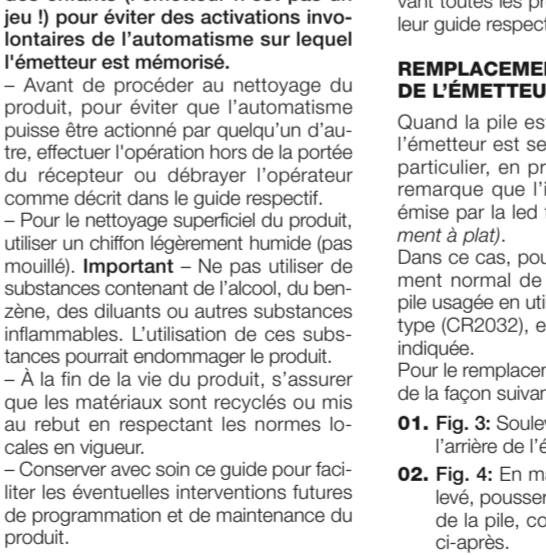 jeu !) pour éviter des activations invo-
lontaires de l'automatisme sur lequel
l'émetteur est mémorisé.
– Avant de procéder au nettoyage du
produit, pour éviter que l'automatisme
puisse être actionné par quelqu'un d'au-
tre, effectuer l'opération hors de la portée
du récepteur ou débrayer l'opérateur
comme décrit dans le guide respectif.
– Pour le nettoyage superficiel du produit,
utiliser un chiffon légèrement humide (pas
mouillé). Important – Ne pas utiliser de
substances contenant de l'alcool, du ben-
zène, des diluants ou autres substances
inflammables. L'utilisation de ces subs-
tances pourrait endommager le produit.
– À la fin de la vie du produit, s'assurer
que les matériaux sont recyclés ou mis
au rebut en respectant les normes lo-
cales en vigueur.
– Conserver avec soin ce guide pour faci-
liter les éventuelles interventions futures
de programmation et de maintenance du
produit.
vant toutes les pr
leur guide respect
REMPLACEME
DE L'ÉMETTEU
Quand la pile es
l'émetteur est se
particulier, en pr
remarque que l'i
émise par la led
ment à plat).
Dans ce cas, pou
ment normal de
pile usagée en uti
type (CR2032), e
indiquée.
Pour le remplacem
de la façon suivan
01. Fig. 3: Soulev
l'arrière de l'é
02. Fig. 4: En ma
levé, pousser
de la pile, co
ci-après.